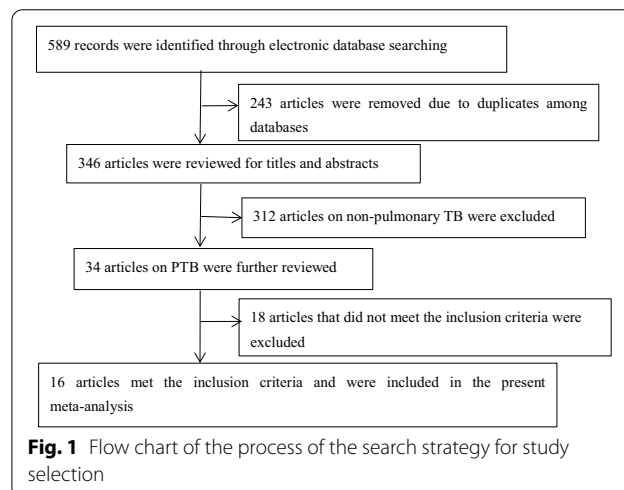 589 records were identified through electronic database searching
243 articles were removed due to duplicates among
databases
346 articles were reviewed for titles and abstracts
312 articles on non-pulmonary TB were excluded
34 articles on PTB were further reviewed
18 articles that did not meet the inclusion criteria were
excluded
16 articles met the inclusion criteria and were included in the present
meta-analysis
Fig. 1 Flow chart of the process of the search strategy for study
selection